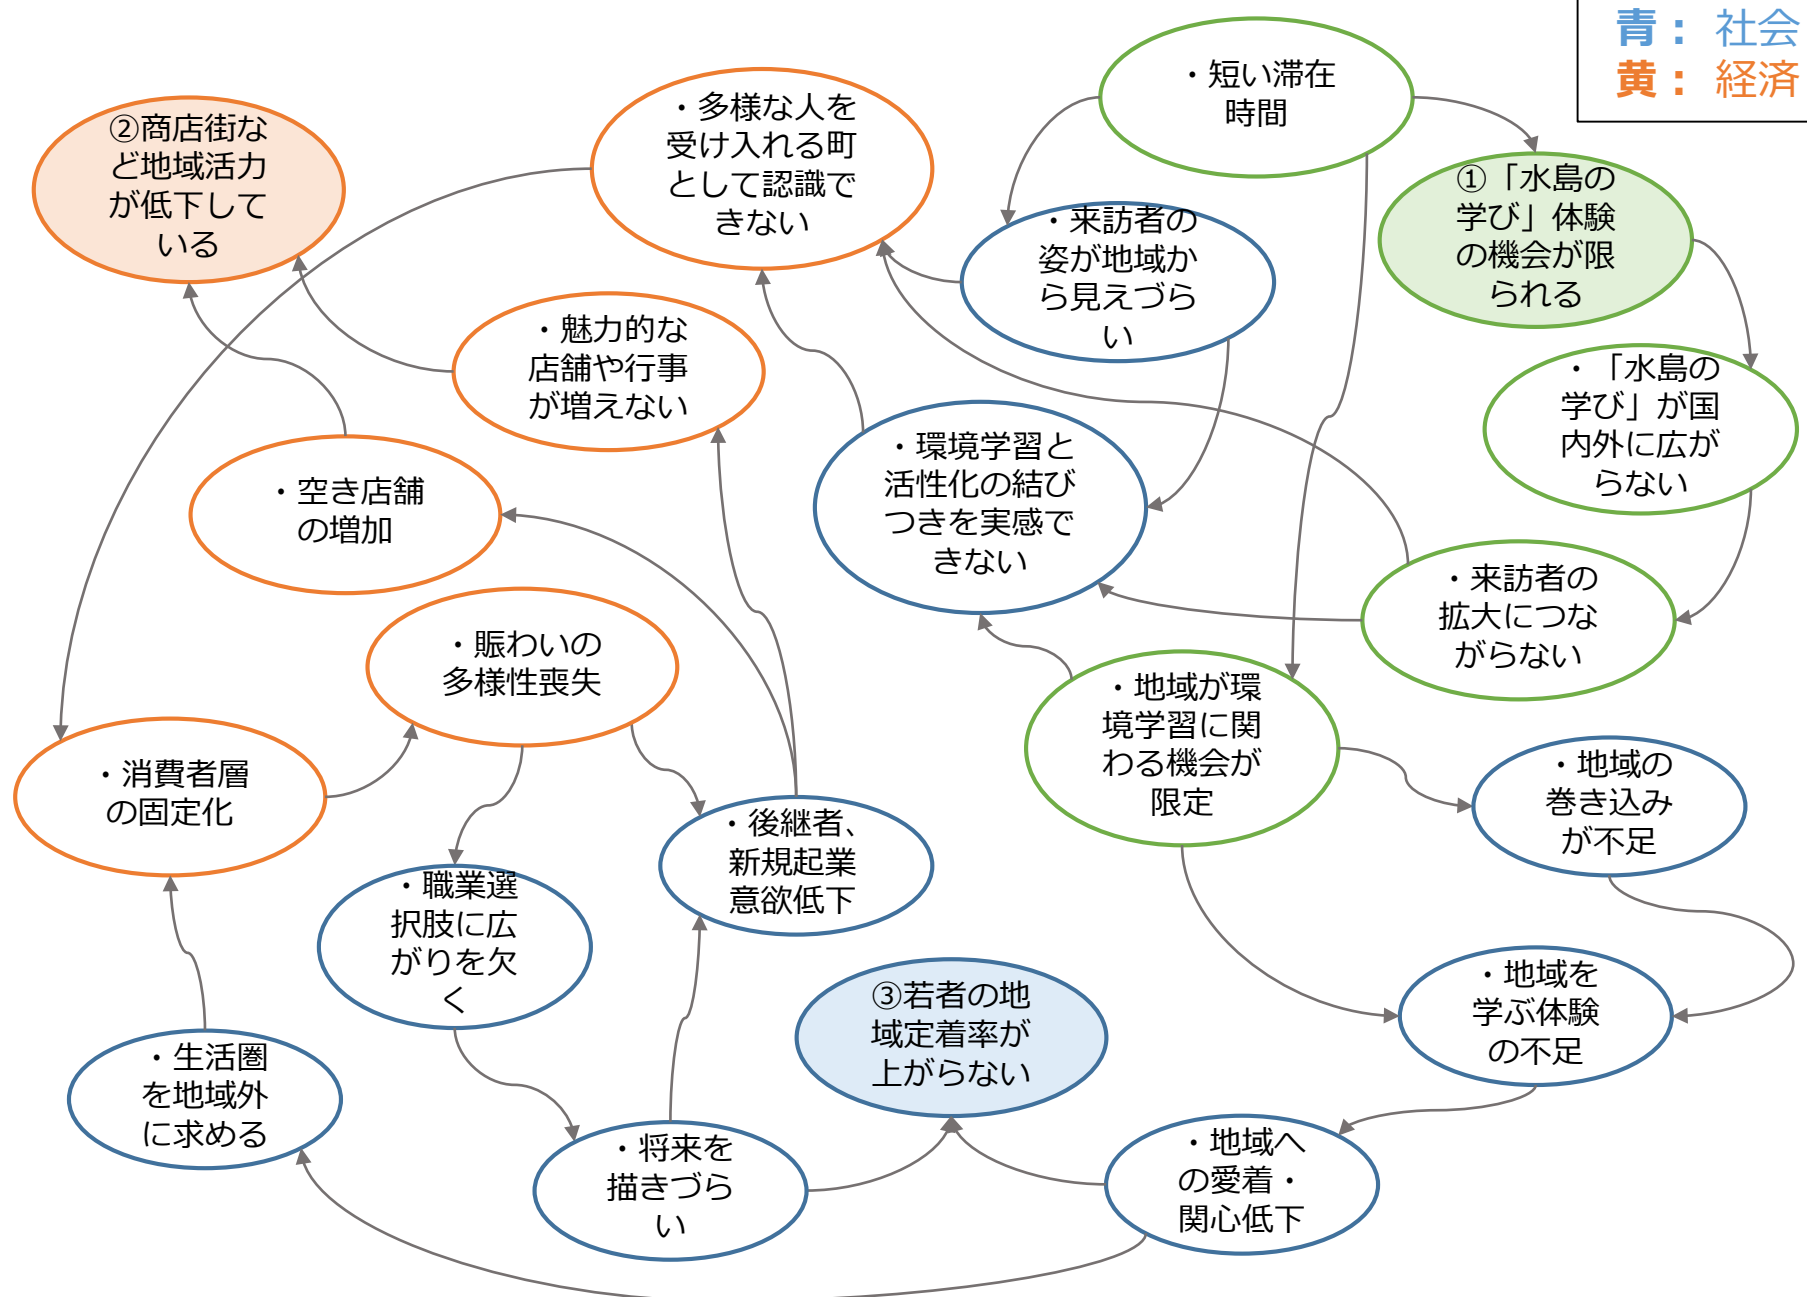 青： 社会
黄： 経済
・短い滞在
時間
・多様な人を
受け入れる町
として認識で
きない
②商店街な
ど地域活力
が低下して
いる
①「水島の
学び」体験
の機会が限
られる
・来訪者の
姿が地域か
ら見えづら
い
・魅力的な
店舗や行事
が増えない
・「水島の
学び」が国
内外に広が
らない
・環境学習と
活性化の結び
つきを実感で
きない
・空き店舗
の増加
・来訪者の
拡大につな
がらない
・賑わいの
多様性喪失
・地域が環
境学習に関
わる機会が
限定
・消費者層
の固定化
・地域の
巻き込み
が不足
・後継者、
新規起業
意欲低下
・職業選
択肢に広
がりを欠
く
・地域を
学ぶ体験
の不足
③若者の地
域定着率が
上がらない
・生活圏
を地域外
に求める
・将来を
描きづら
い
・地域へ
の愛着・
関心低下